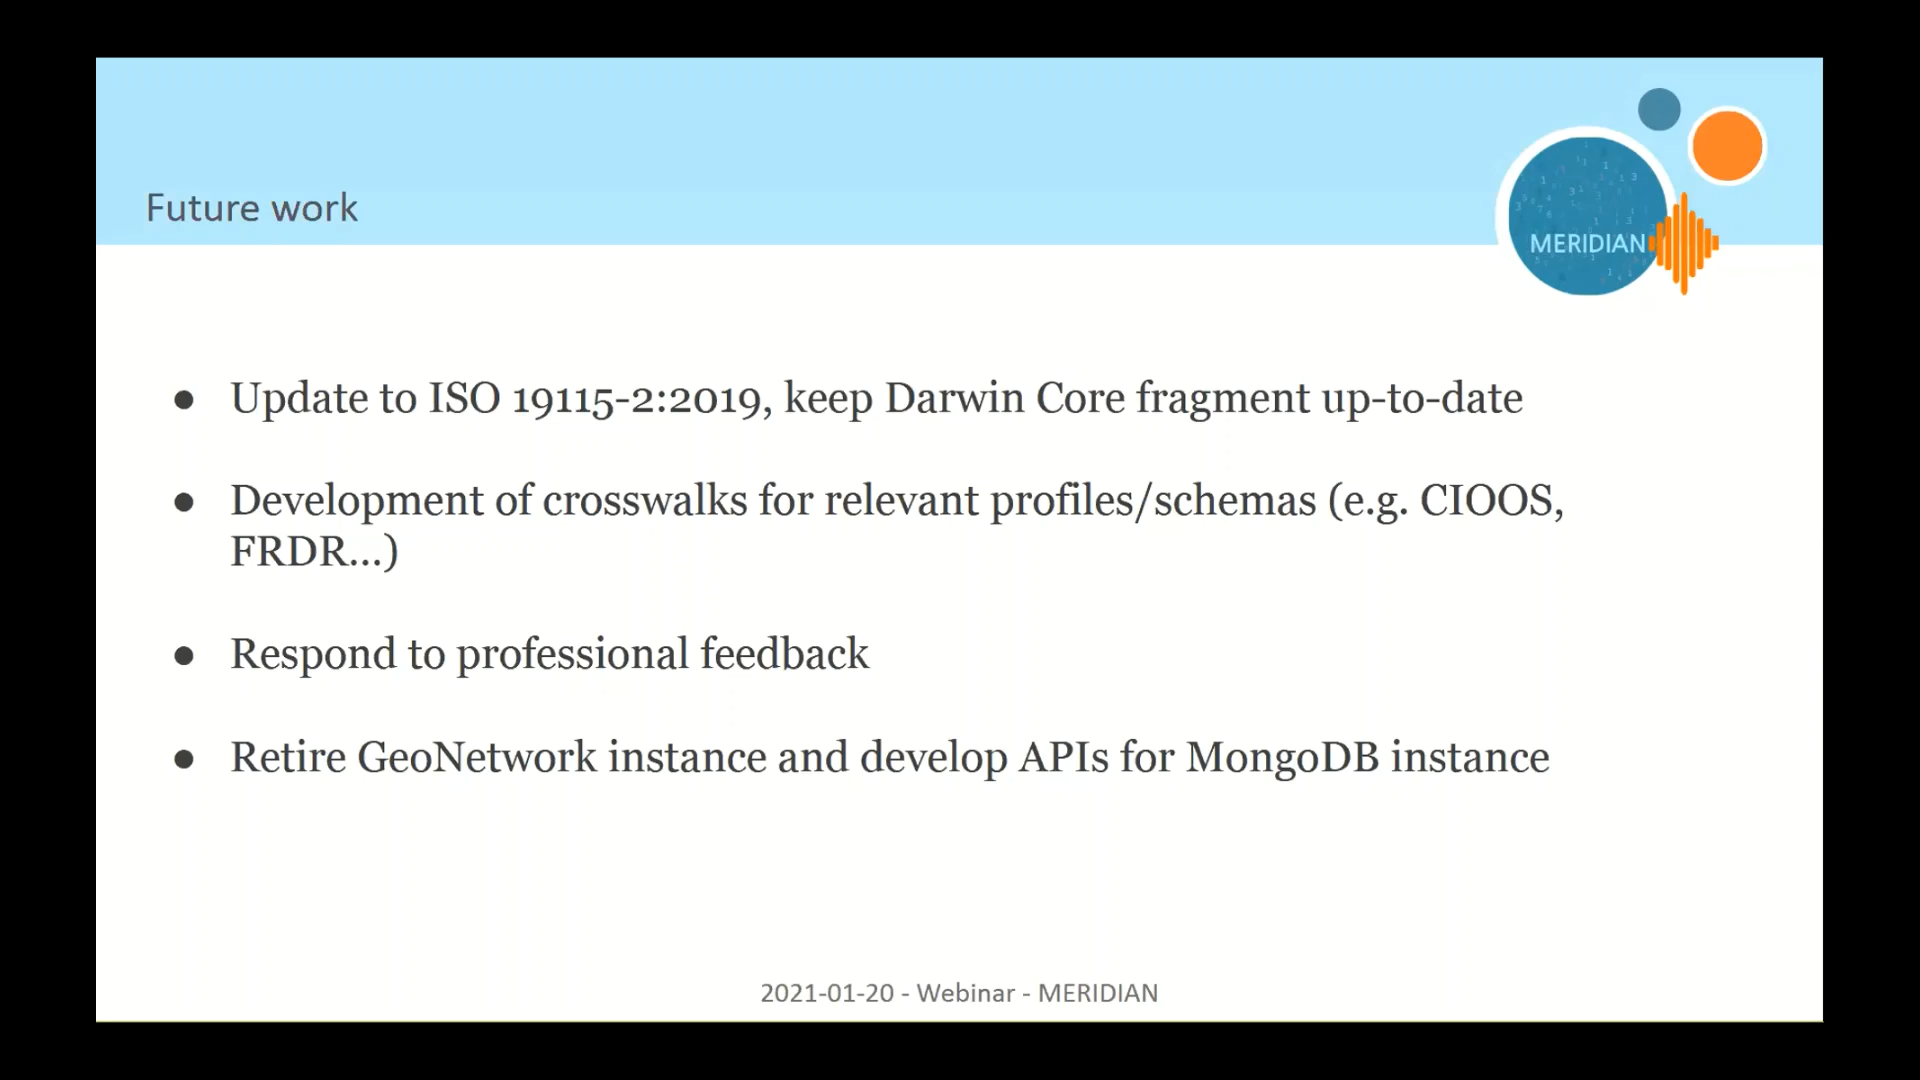 Future work
MERIDIAN
● Update to ISO 19115-2:2019, keep Darwin Core fragment up-to-date
● Development of crosswalks for relevant profiles/schemas (e.g. CIOOS,
FRDR...)
● Respond to professional feedback
● Retire GeoNetwork instance and develop APIs for MongoDB instance
2021-01-20 - Webinar - MERIDIAN